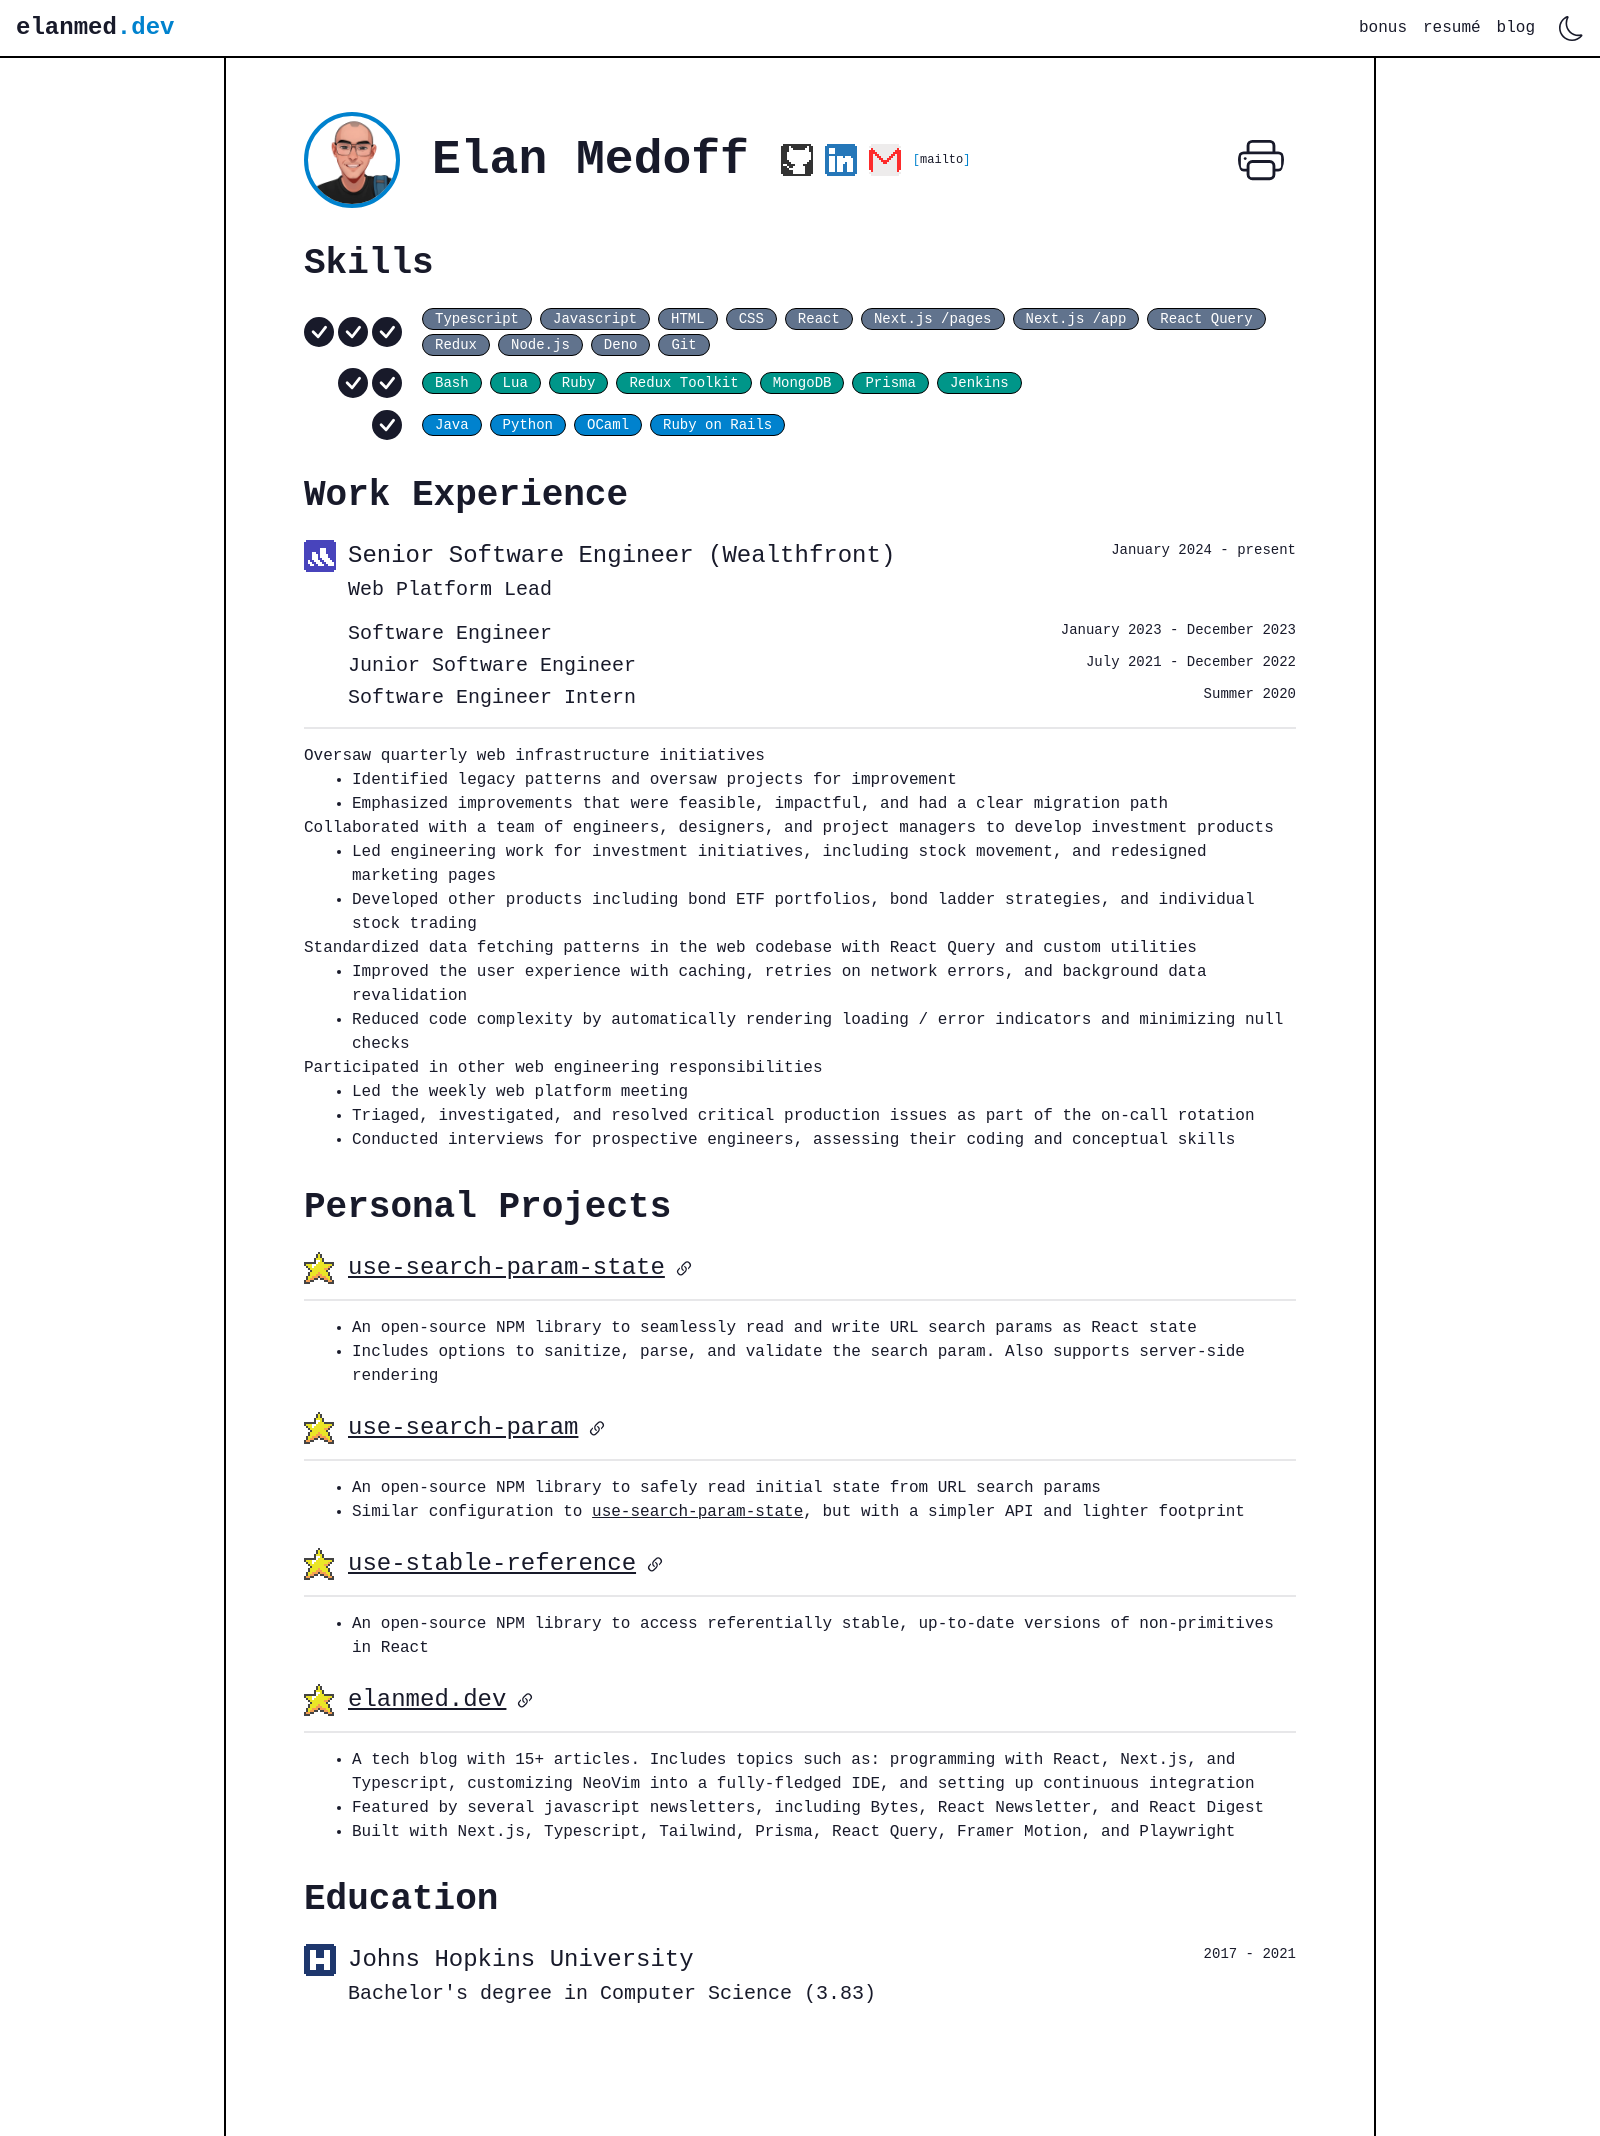 elanmed.dev
bonus resumé blog
Elan Medoff
[mailto]
Skills
Typescript Javascript HTML CSS React Next.js /pages Next.js /app React Query
Redux Node.js Deno Git
Bash Lua Ruby Redux Toolkit MongoDB Prisma Jenkins
Java Python OCaml Ruby on Rails
Work Experience
Senior Software Engineer (Wealthfront) January 2024 - present
Web Platform Lead
Software Engineer January 2023 - December 2023
Junior Software Engineer July 2021 - December 2022
Software Engineer Intern Summer 2020
Oversaw quarterly web infrastructure initiatives
• Identified legacy patterns and oversaw projects for improvement
• Emphasized improvements that were feasible, impactful, and had a clear migration path
Collaborated with a team of engineers, designers, and project managers to develop investment products
• Led engineering work for investment initiatives, including stock movement, and redesigned
marketing pages
• Developed other products including bond ETF portfolios, bond ladder strategies, and individual
stock trading
Standardized data fetching patterns in the web codebase with React Query and custom utilities
• Improved the user experience with caching, retries on network errors, and background data
revalidation
• Reduced code complexity by automatically rendering loading / error indicators and minimizing null
checks
Participated in other web engineering responsibilities
• Led the weekly web platform meeting
• Triaged, investigated, and resolved critical production issues as part of the on-call rotation
• Conducted interviews for prospective engineers, assessing their coding and conceptual skills
Personal Projects
use-search-param-state
• An open-source NPM library to seamlessly read and write URL search params as React state
• Includes options to sanitize, parse, and validate the search param. Also supports server-side
rendering
use-search-param
• An open-source NPM library to safely read initial state from URL search params
• Similar configuration to use-search-param-state, but with a simpler API and lighter footprint
use-stable-reference
• An open-source NPM library to access referentially stable, up-to-date versions of non-primitives
in React
elanmed.dev
• A tech blog with 15+ articles. Includes topics such as: programming with React, Next.js, and
Typescript, customizing NeoVim into a fully-fledged IDE, and setting up continuous integration
• Featured by several javascript newsletters, including Bytes, React Newsletter, and React Digest
• Built with Next.js, Typescript, Tailwind, Prisma, React Query, Framer Motion, and Playwright
Education
Johns Hopkins University 2017 - 2021
Bachelor's degree in Computer Science (3.83)